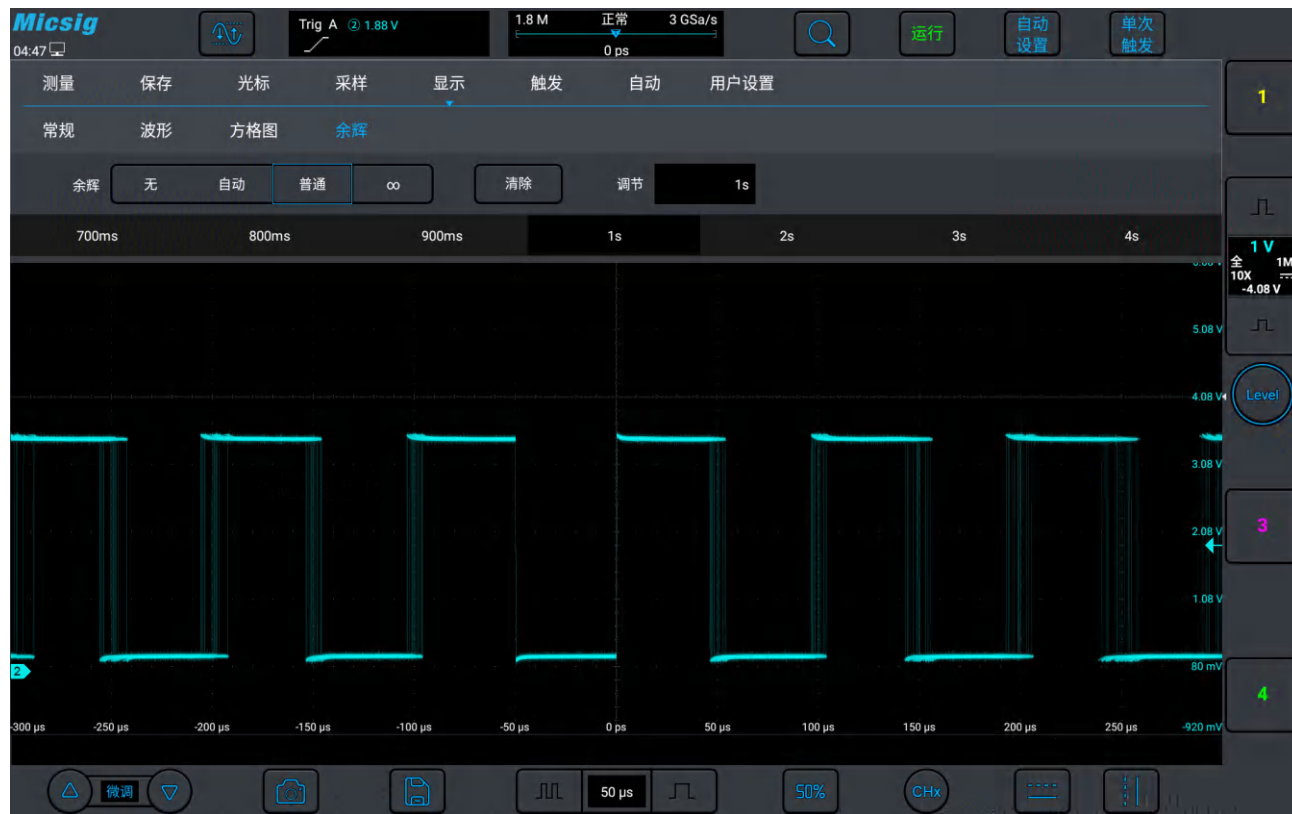 Micsig
04:47
Trig A ② 1.88 V
1.8 M 正常 3 GSa/s
0 ps
运行
自动
设置
单次
触发
测量 保存 光标 采样 显示 触发 自动 用户设置
常规 波形 方格图 余辉
余辉 无 自动 普通 ∞ 清除 调节 1s
700ms 800ms 900ms 1s 2s 3s 4s
1
1 V
全 1M
10X
-4.08 V
5.08 V
4.08 V
Level
3.08 V
3
2.08 V
1.08 V
2
80 mV
4
-300 μs -250 μs -200 μs -150 μs -100 μs -50 μs 0 ps 50 μs 100 μs 150 μs 200 μs 250 μs -920 mV
微调 50 μs 50% CHx